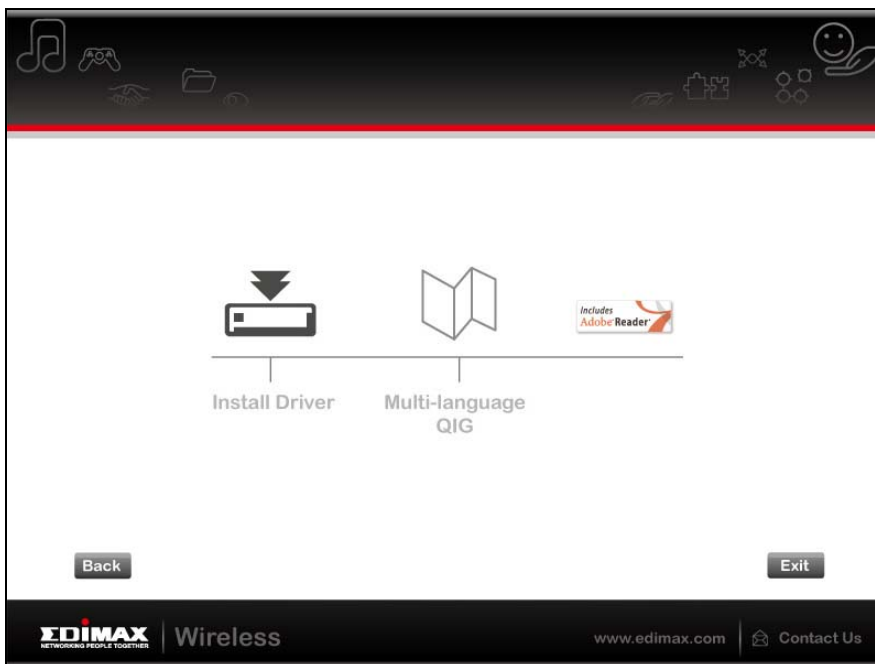 Includes
Adobe Reader
Install Driver
Multi-language
QIG
Back
Exit
EDIMAX
NETWORKING PEOPLE TOGETHER
Wireless
www.edimax.com
Contact Us